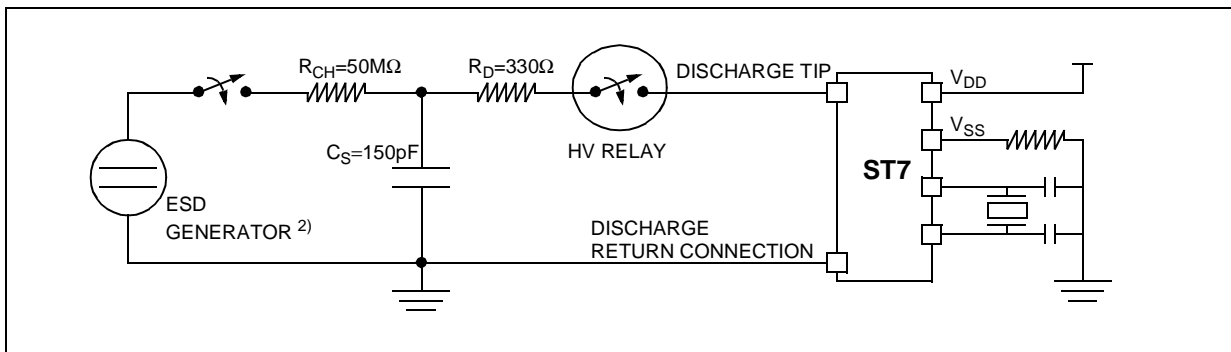 R_CH=50MΩ
R_D=330Ω
DISCHARGE TIP
V_DD
V_SS
C_S=150pF
HV RELAY
ST7
ESD
GENERATOR 2)
DISCHARGE
RETURN CONNECTION